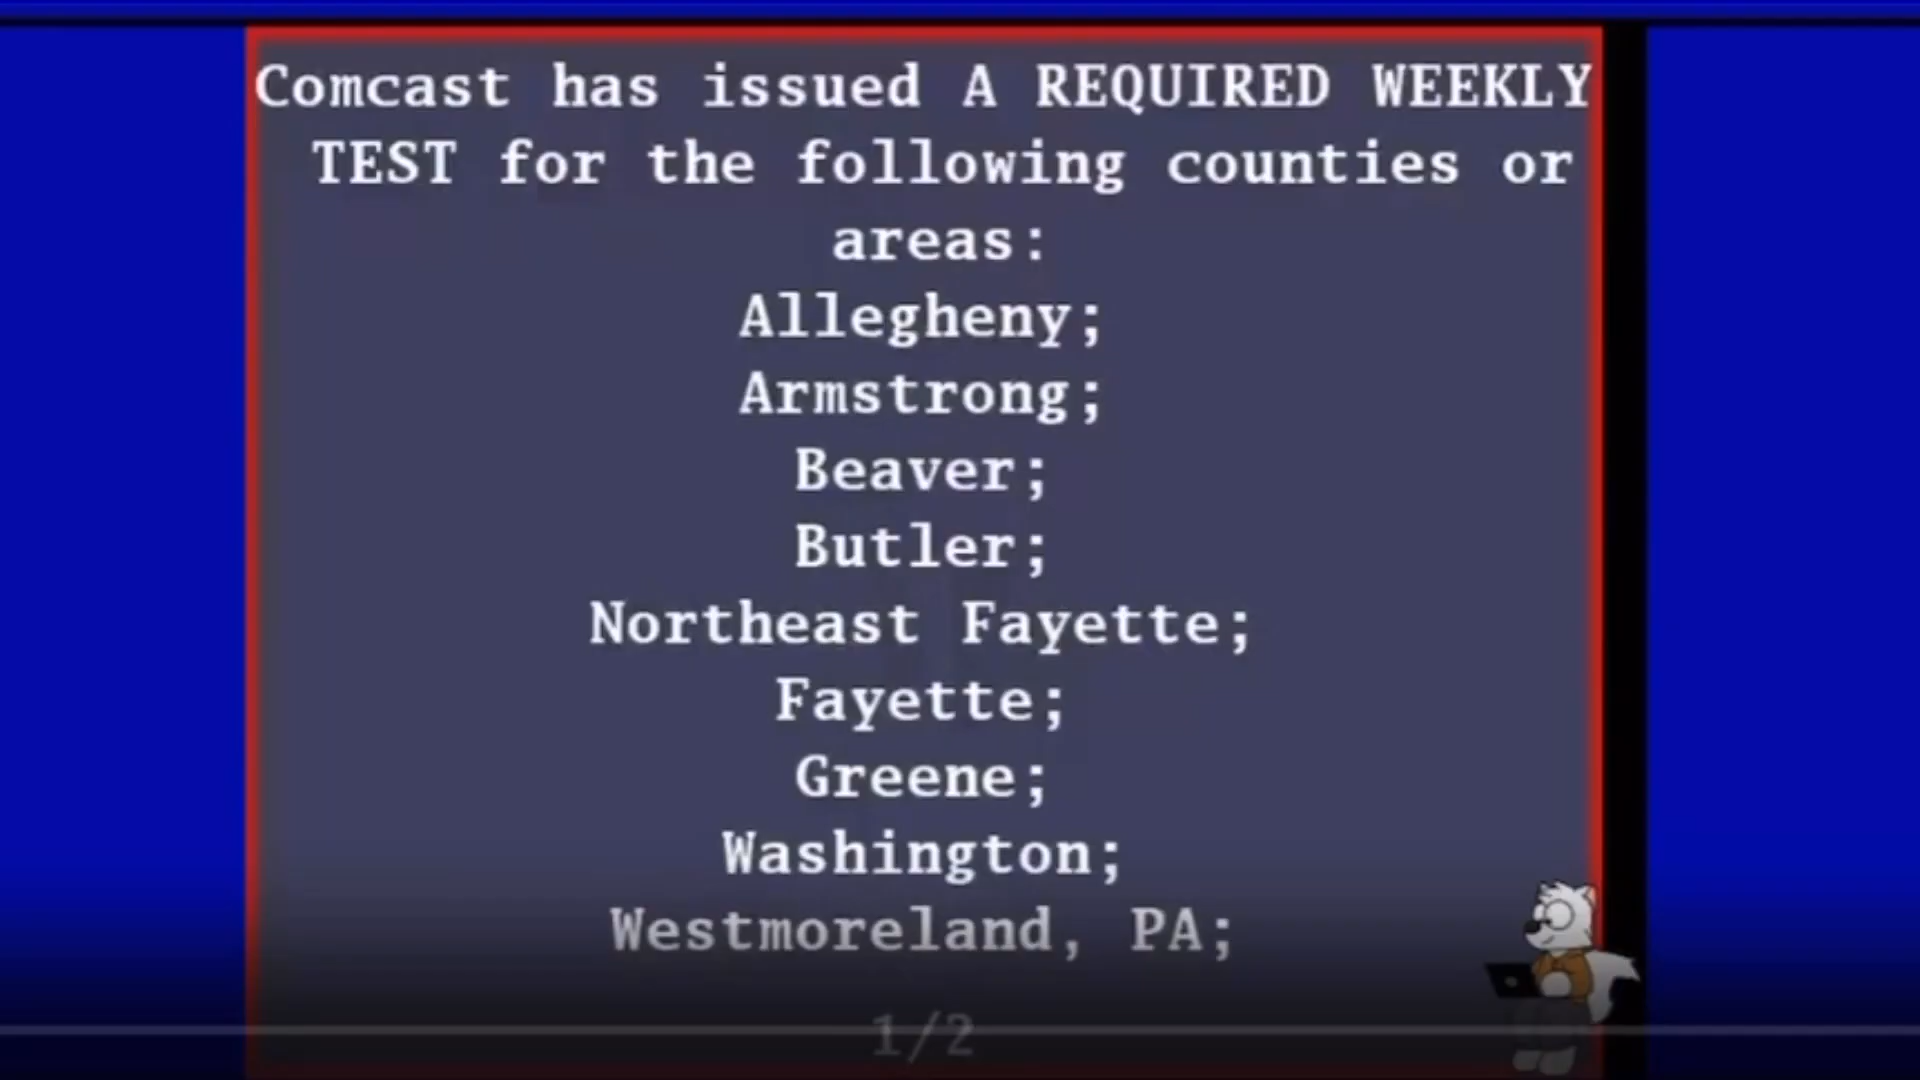 Comcast has issued A REQUIRED WEEKLY
TEST for the following counties or
areas:
Allegheny;
Armstrong;
Beaver;
Butler;
Northeast Fayette;
Fayette;
Greene;
Washington;
Westmoreland, PA;
1/2